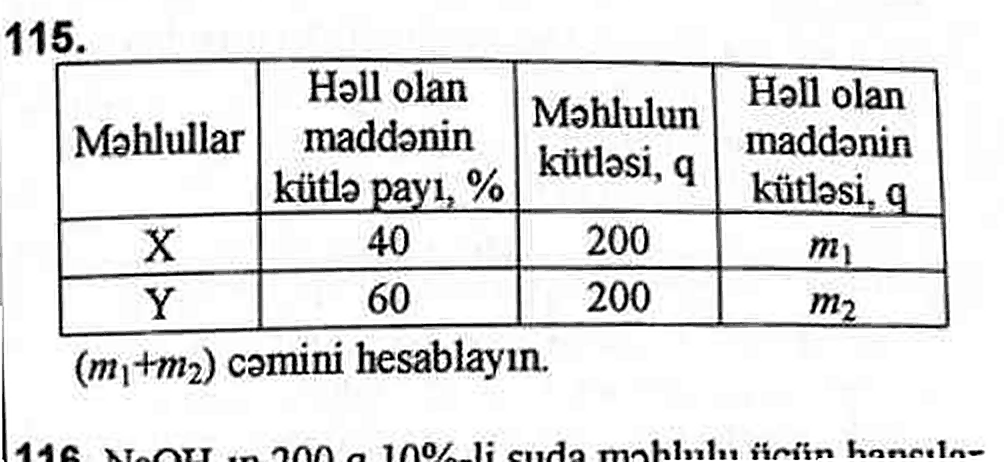 115.
Məhlullar | Həll olan maddənin kütlə payı, % | Məhlulun kütləsi, q | Həll olan maddənin kütləsi, q
X | 40 | 200 | m₁
Y | 60 | 200 | m₂
(m₁+m₂) cəmini hesablayın.
116. NaOH-ın 200 q 10%-li suda məhlulu üçün